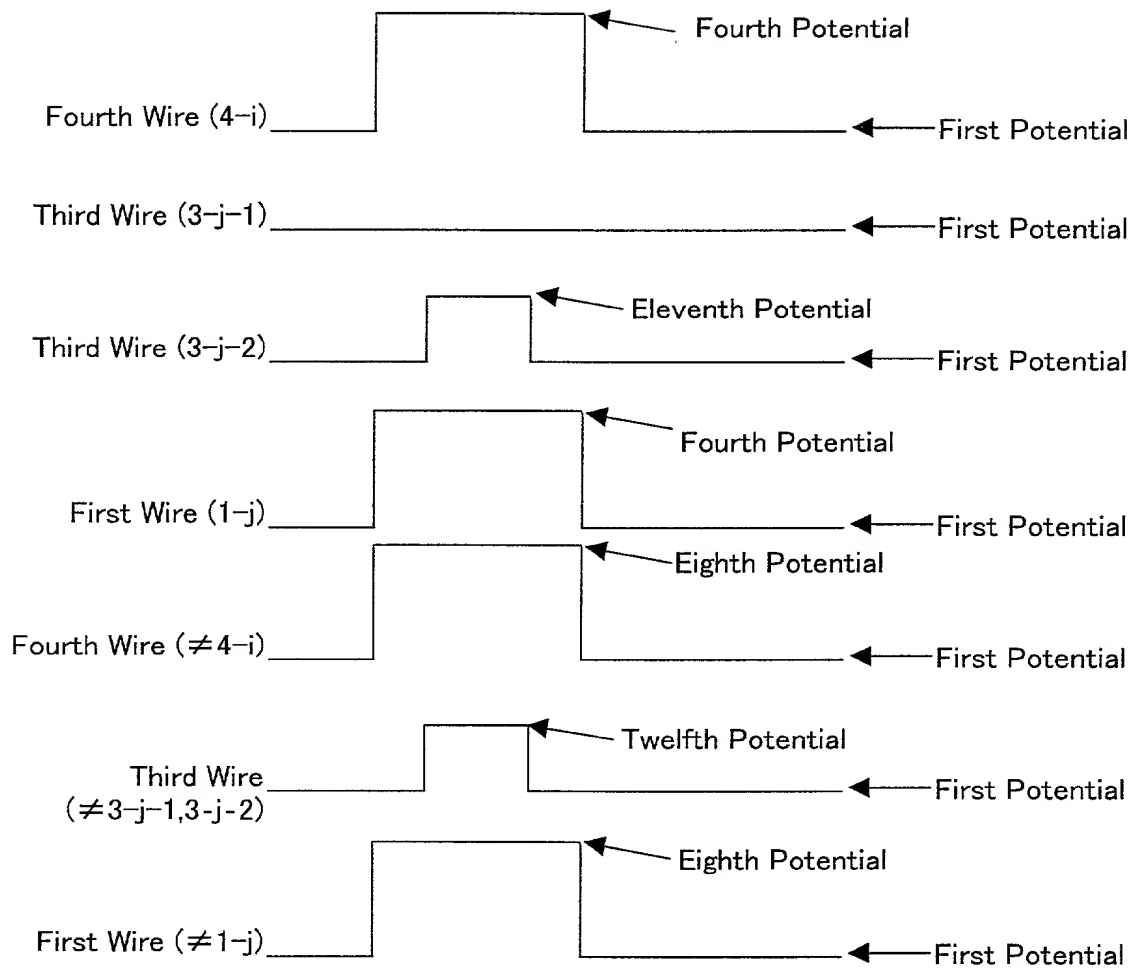 Fourth Potential
Fourth Wire (4-i)
First Potential
Third Wire (3-j-1)
First Potential
Eleventh Potential
Third Wire (3-j-2)
First Potential
Fourth Potential
First Wire (1-j)
First Potential
Eighth Potential
Fourth Wire (≠4-i)
First Potential
Twelfth Potential
Third Wire
(≠3-j-1,3-j-2)
First Potential
Eighth Potential
First Wire (≠1-j)
First Potential